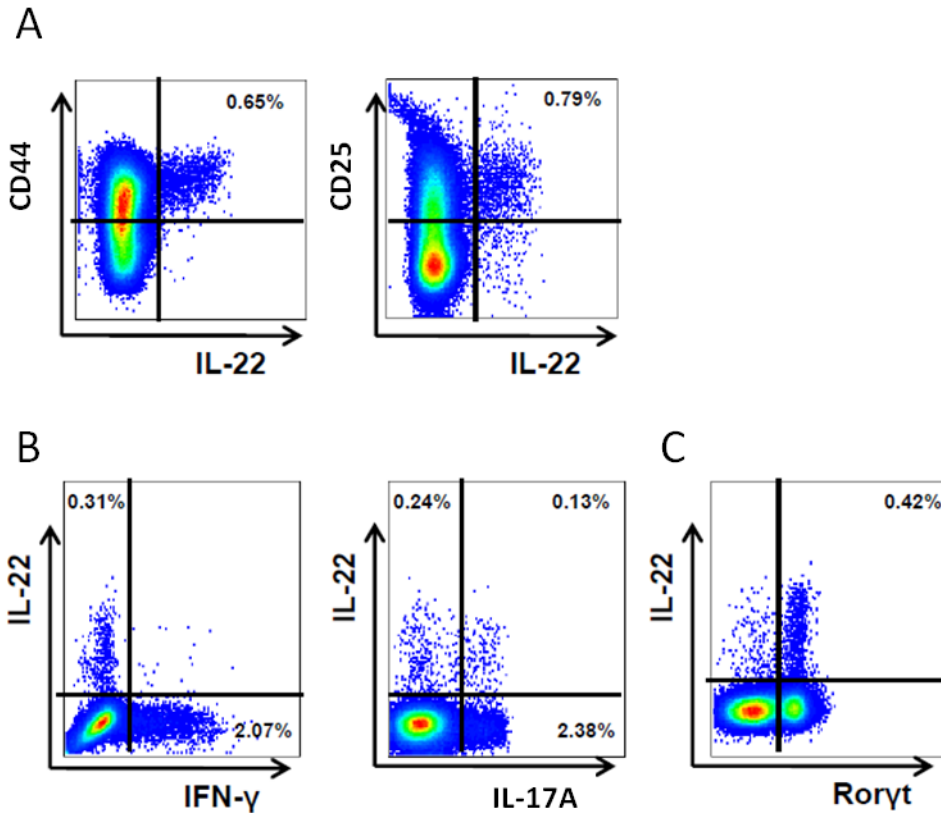 A
CD44
0.65%
IL-22
CD25
0.79%
IL-22
B
IL-22
0.31%
2.07%
IFN-γ
IL-22
0.24%
0.13%
2.38%
IL-17A
C
IL-22
0.42%
Rorγt